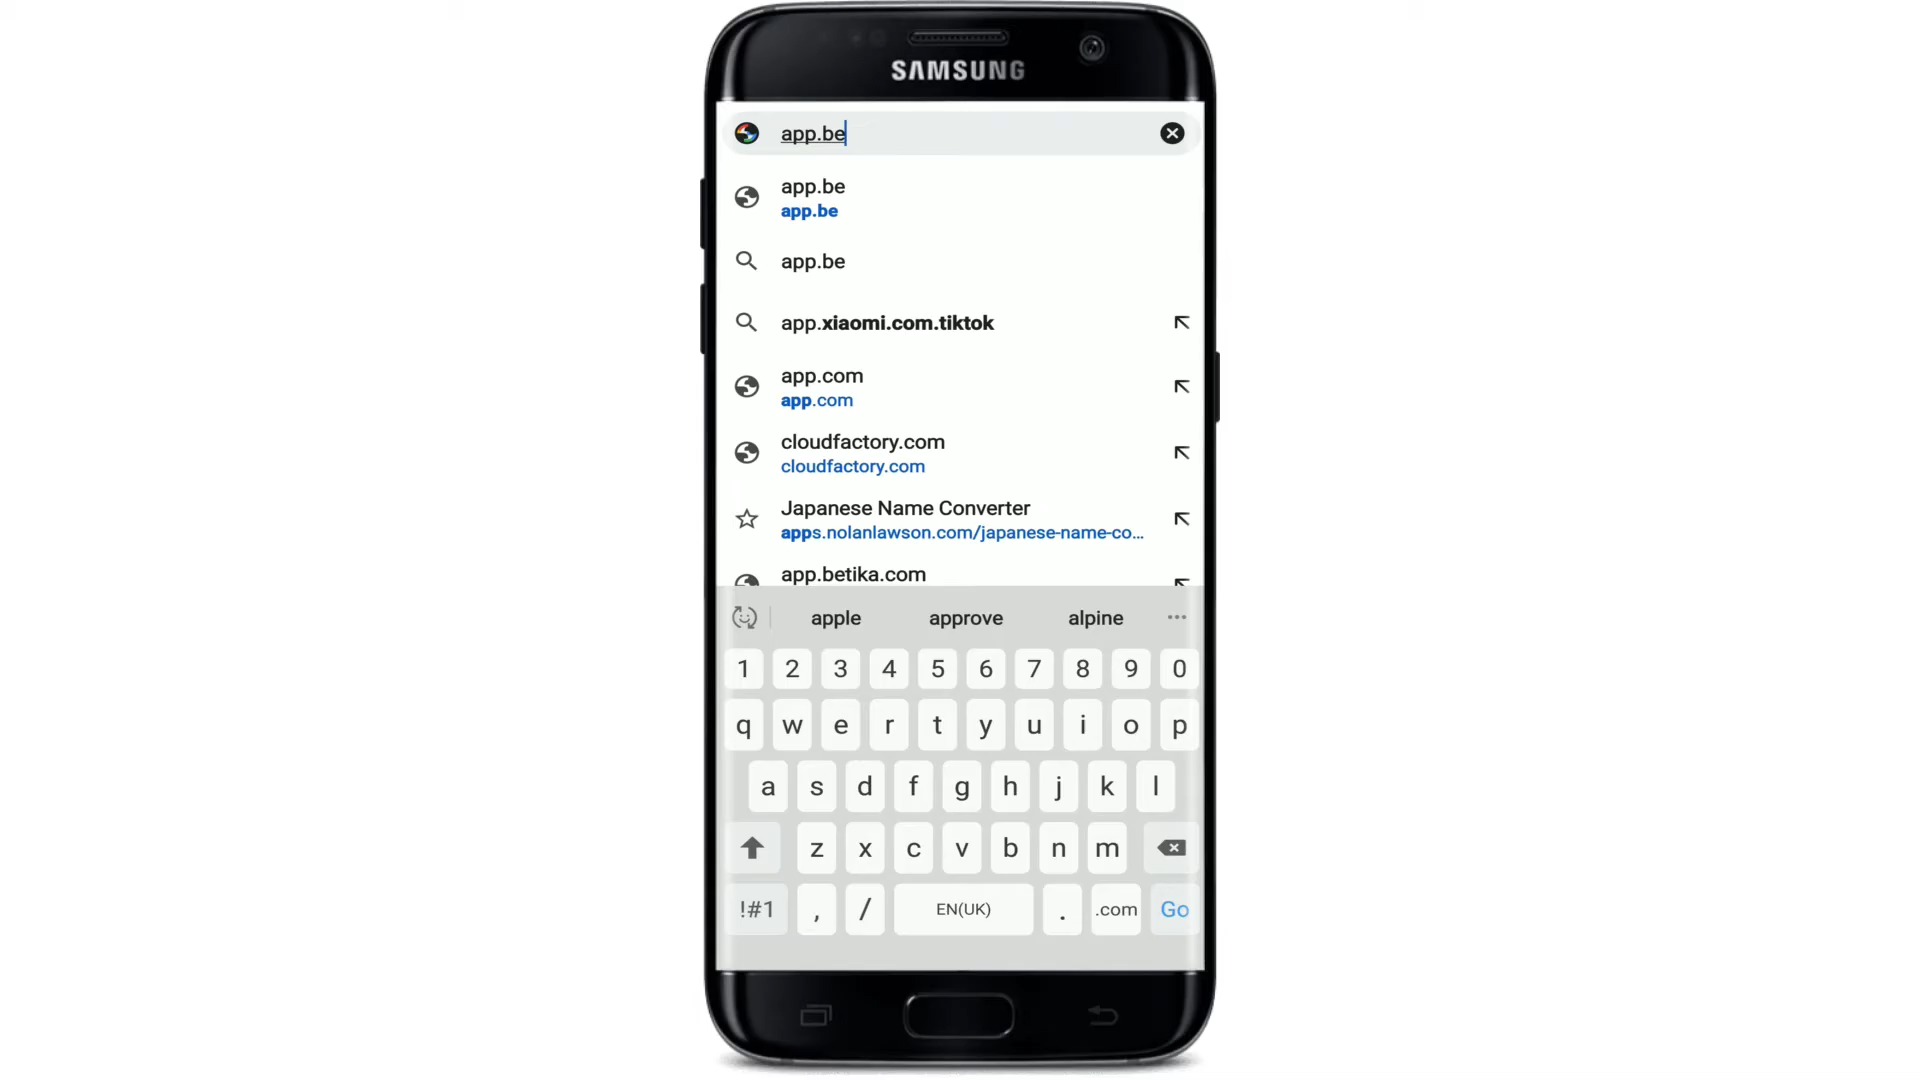 SAMSUNG
app.be
app.be
app.be
app.be
app.xiaomi.com.tiktok
app.com
app.com
cloudfactory.com
cloudfactory.com
Japanese Name Converter
apps.nolanlawson.com/japanese-name-co...
app.betika.com
apple approve alpine ...
1 2 3 4 5 6 7 8 9 0
q w e r t y u i o p
a s d f g h j k l
z x c v b n m
!#1 , / EN(UK) . .com Go